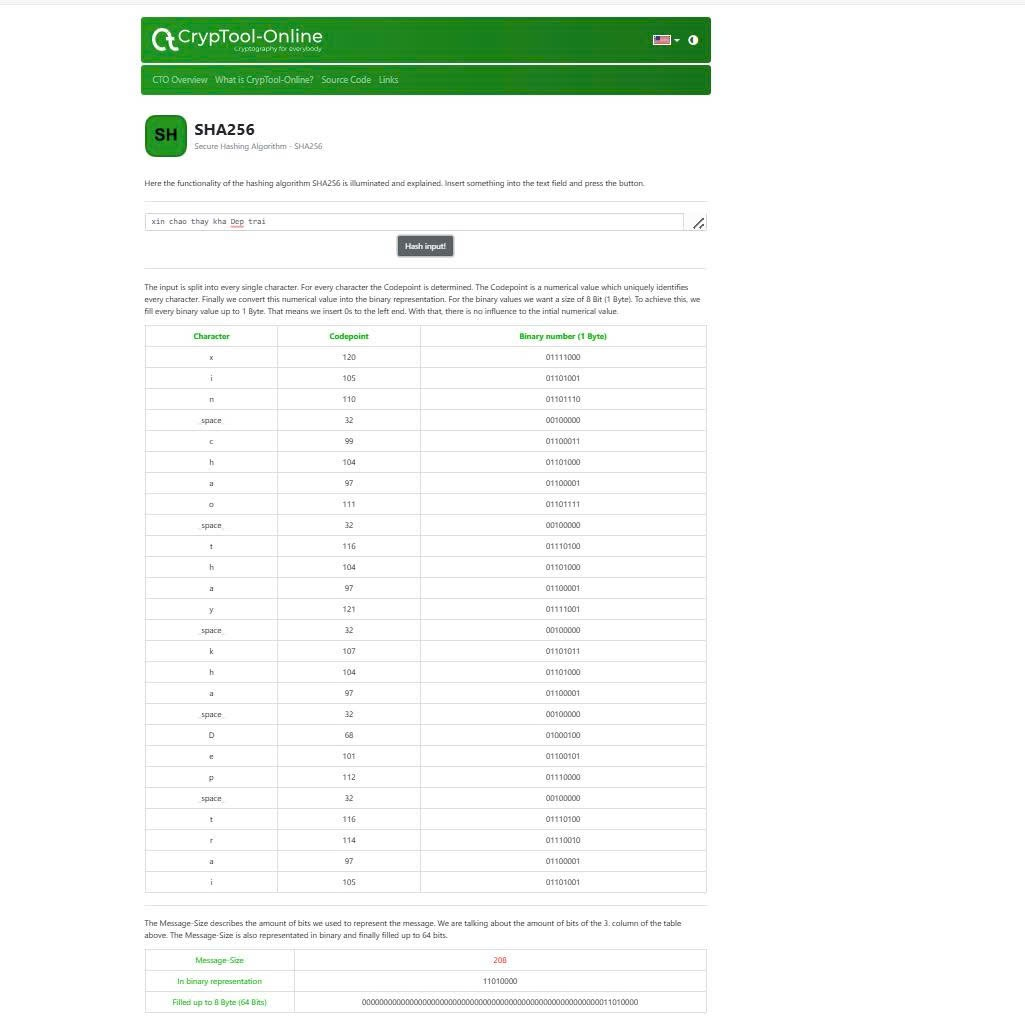 CrypTool-Online
Cryptography for everybody
CTO Overview What is CrypTool-Online? Source Code Links
SH SHA256
Secure Hashing Algorithm - SHA256
Here the functionality of the hashing algorithm SHA256 is illuminated and explained. Insert something into the text field and press the button.
xin chao thay kha Dep trai
Hash input!
The input is split into every single character. For every character the Codepoint is determined. The Codepoint is a numerical value which uniquely identifies
every character. Finally we convert this numerical value into the binary representation. For the binary values we want a size of 8 Bit (1 Byte). To achieve this, we
fill every binary value up to 1 Byte. That means we insert 0s to the left end. With that, there is no influence to the intial numerical value.
Character Codepoint Binary number (1 Byte)
x 120 01111000
i 105 01101001
n 110 01101110
_space_ 32 00100000
c 99 01100011
h 104 01101000
a 97 01100001
o 111 01101111
_space_ 32 00100000
t 116 01110100
h 104 01101000
a 97 01100001
y 121 01111001
_space_ 32 00100000
k 107 01101011
h 104 01101000
a 97 01100001
_space_ 32 00100000
D 68 01000100
e 101 01100101
p 112 01110000
_space_ 32 00100000
t 116 01110100
r 114 01110010
a 97 01100001
i 105 01101001
The Message-Size describes the amount of bits we used to represent the message. We are talking about the amount of bits of the 3. column of the table
above. The Message-Size is also representated in binary and finally filled up to 64 bits.
Message-Size 208
In binary representation 11010000
Filled up to 8 Byte (64 Bits) 0000000000000000000000000000000000000000000000000000000011010000